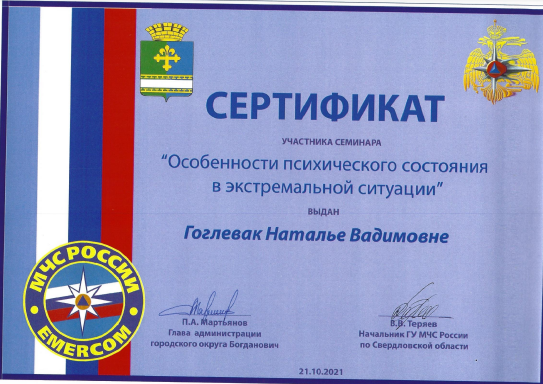 СЕРТИФИКАТ
УЧАСТНИКА СЕМИНАРА
"Особенности психического состояния
в экстремальной ситуации"
ВЫДАН
Гоглевак Наталье Вадимовне
МЧС РОССИИ
EMERCOM
П.А. Мартьянов
Глава администрации
городского округа Богданович
В.В. Теряев
Начальник ГУ МЧС России
по Свердловской области
21.10.2021